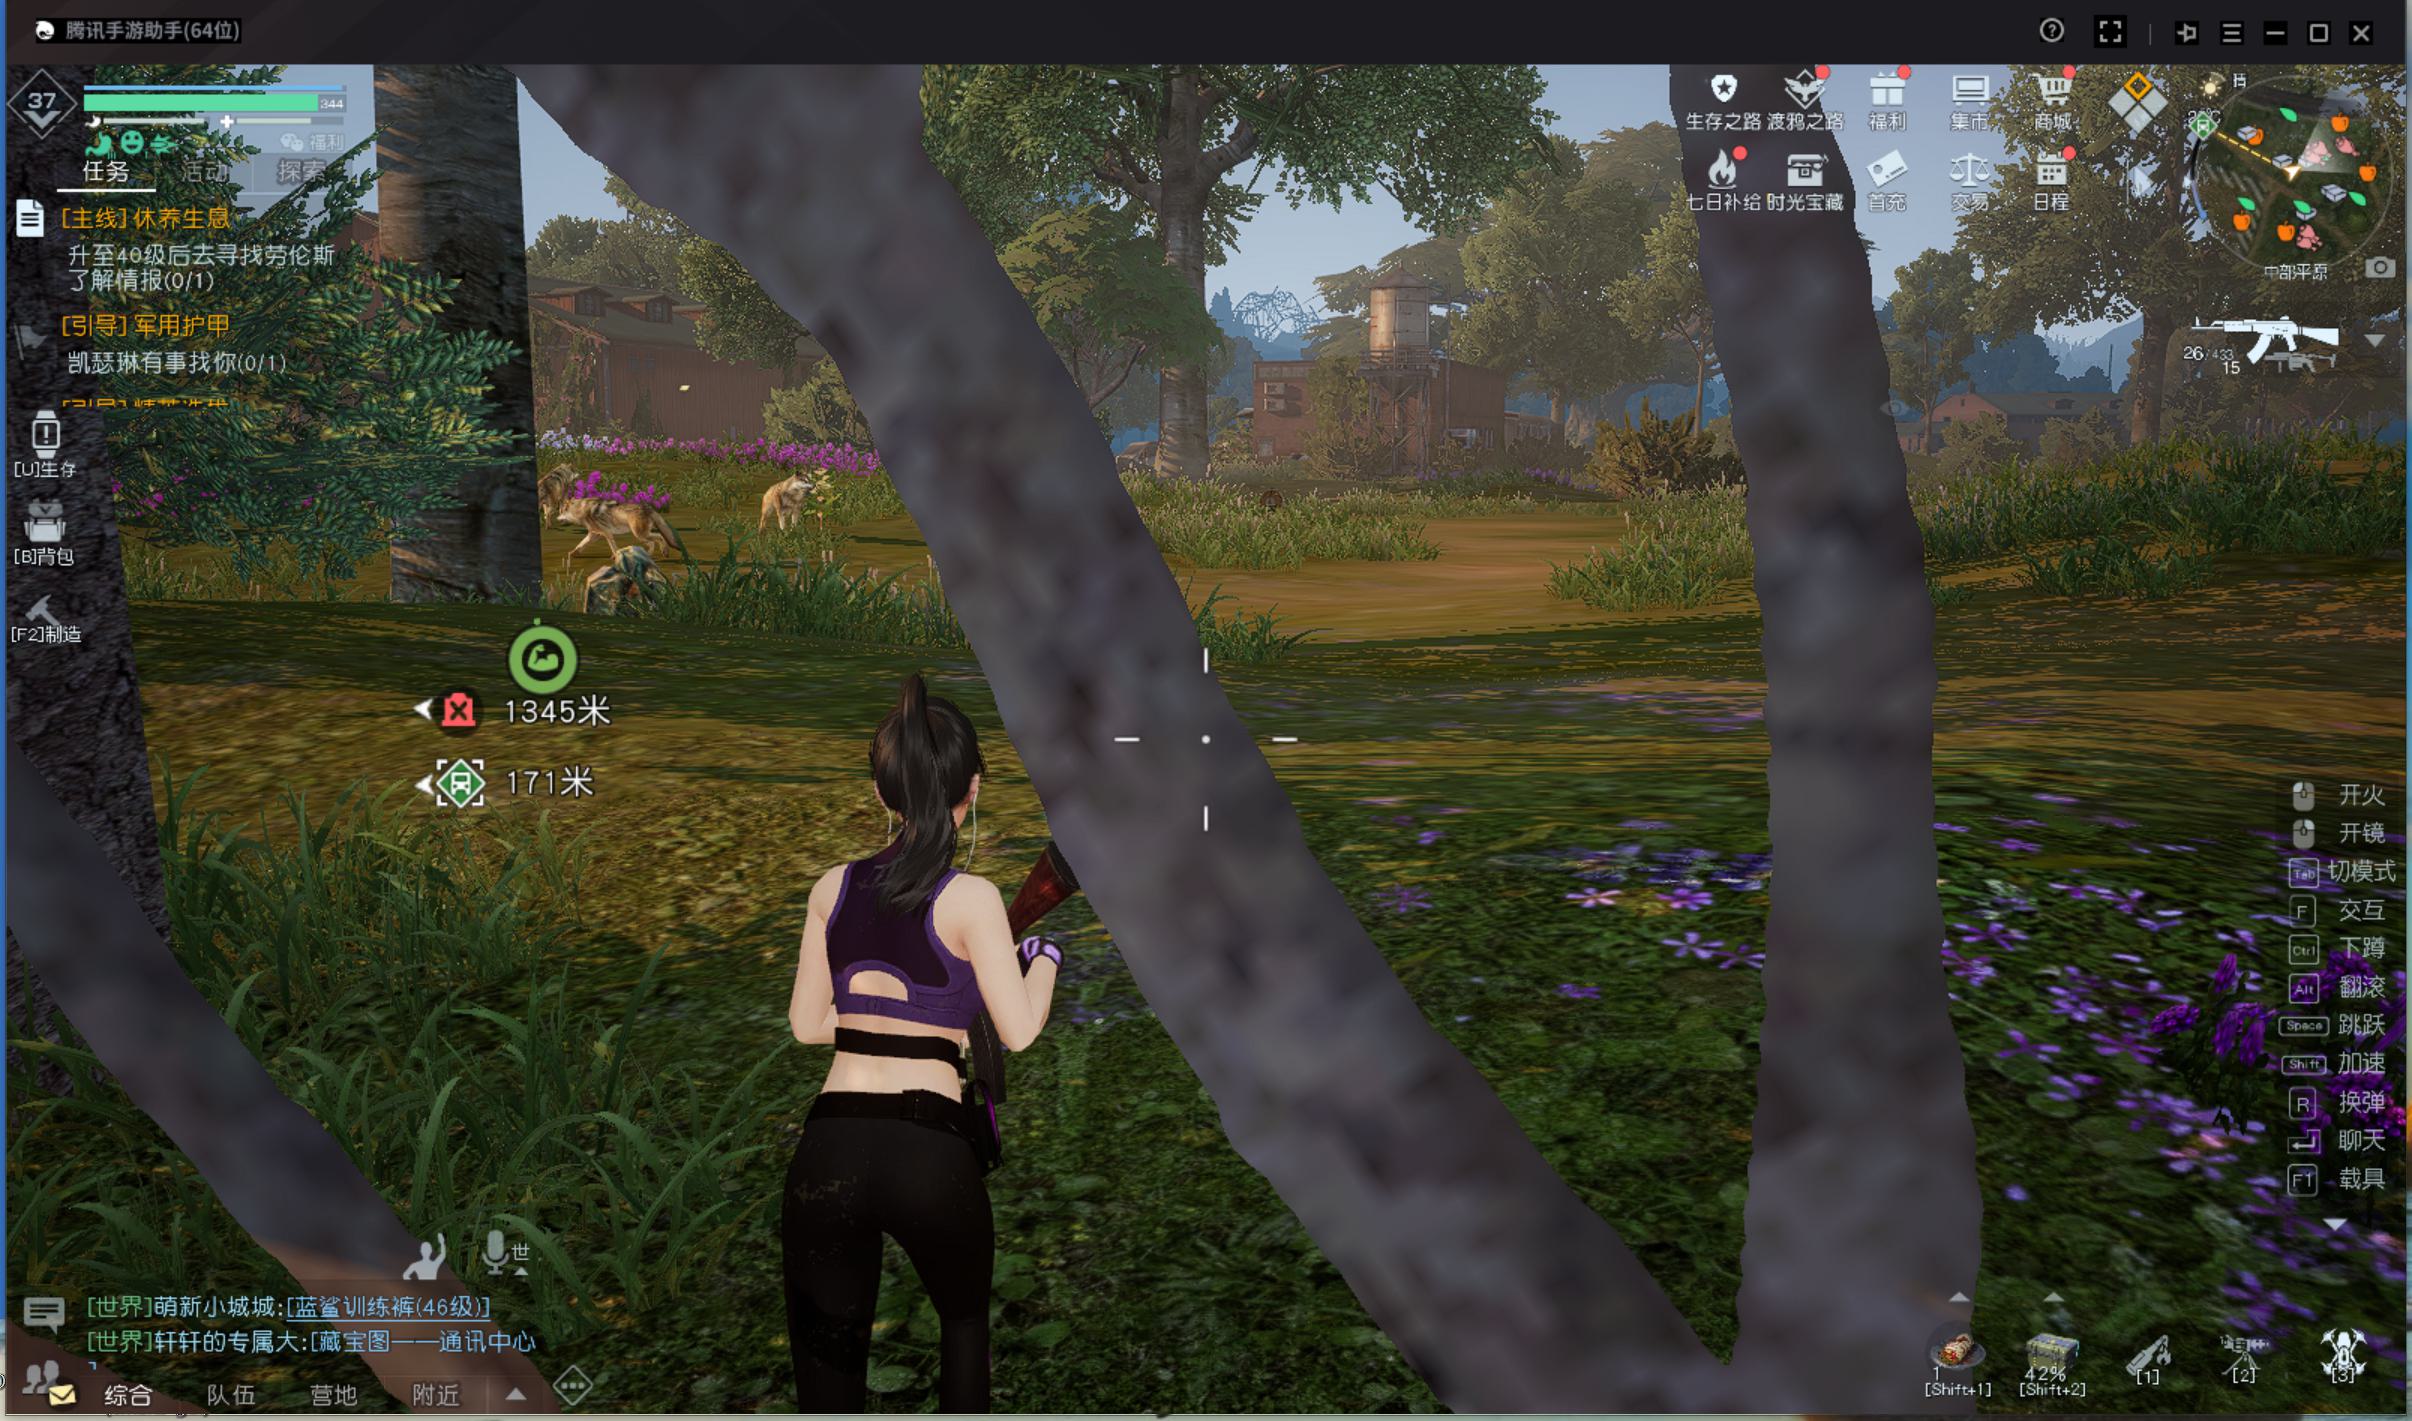 腾讯手游助手(64位)
37
344
福利
任务 活动 探索
[主线] 休养生息
升至40级后去寻找劳伦斯
了解情报(0/1)
[引导] 军用护甲
凯瑟琳有事找你(0/1)
[U]生存
[B]背包
[F2]制造
生存之路 渡鸦之路 福利 集市 商城
七日补给 时光宝藏 首充 交易 日程
中部平原
26/433
15
1345米
171米
开火
开镜
Tab 切模式
F 交互
Ctrl 下蹲
Alt 翻滚
Space 跳跃
Shift 加速
R 换弹
聊天
F1 载具
世
[世界]萌新小城城:[蓝鲨训练裤(46级)]
[世界]轩轩的专属大:[藏宝图——通讯中心
]
综合 队伍 营地 附近
1
[Shift+1]
42%
[Shift+2]
[1]
[2]
[3]